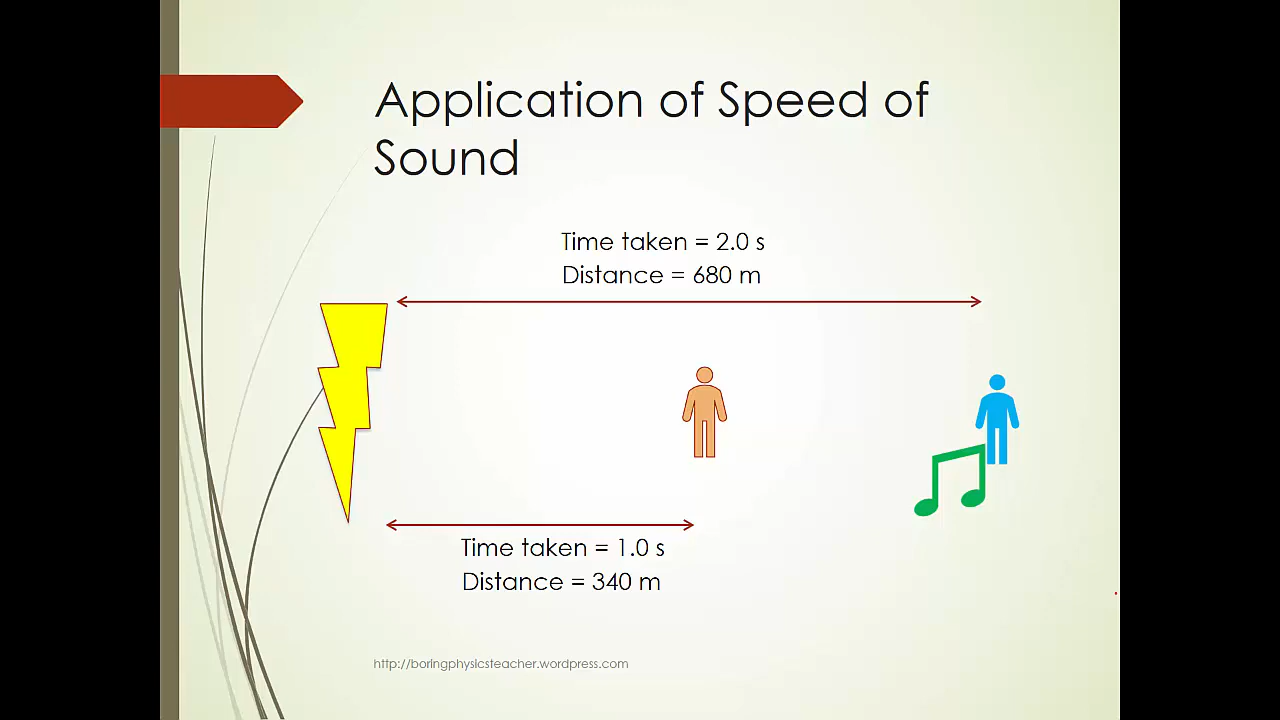 Application of Speed of
Sound
Time taken = 2.0 s
Distance = 680 m
Time taken = 1.0 s
Distance = 340 m
http://boringphysicsteacher.wordpress.com